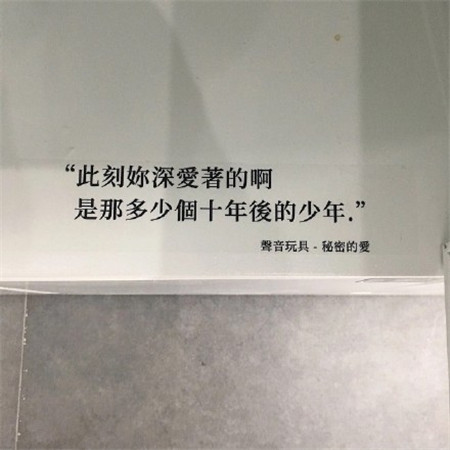 “此刻妳深愛著的啊
是那多少個十年後的少年.”
聲音玩具 - 秘密的愛